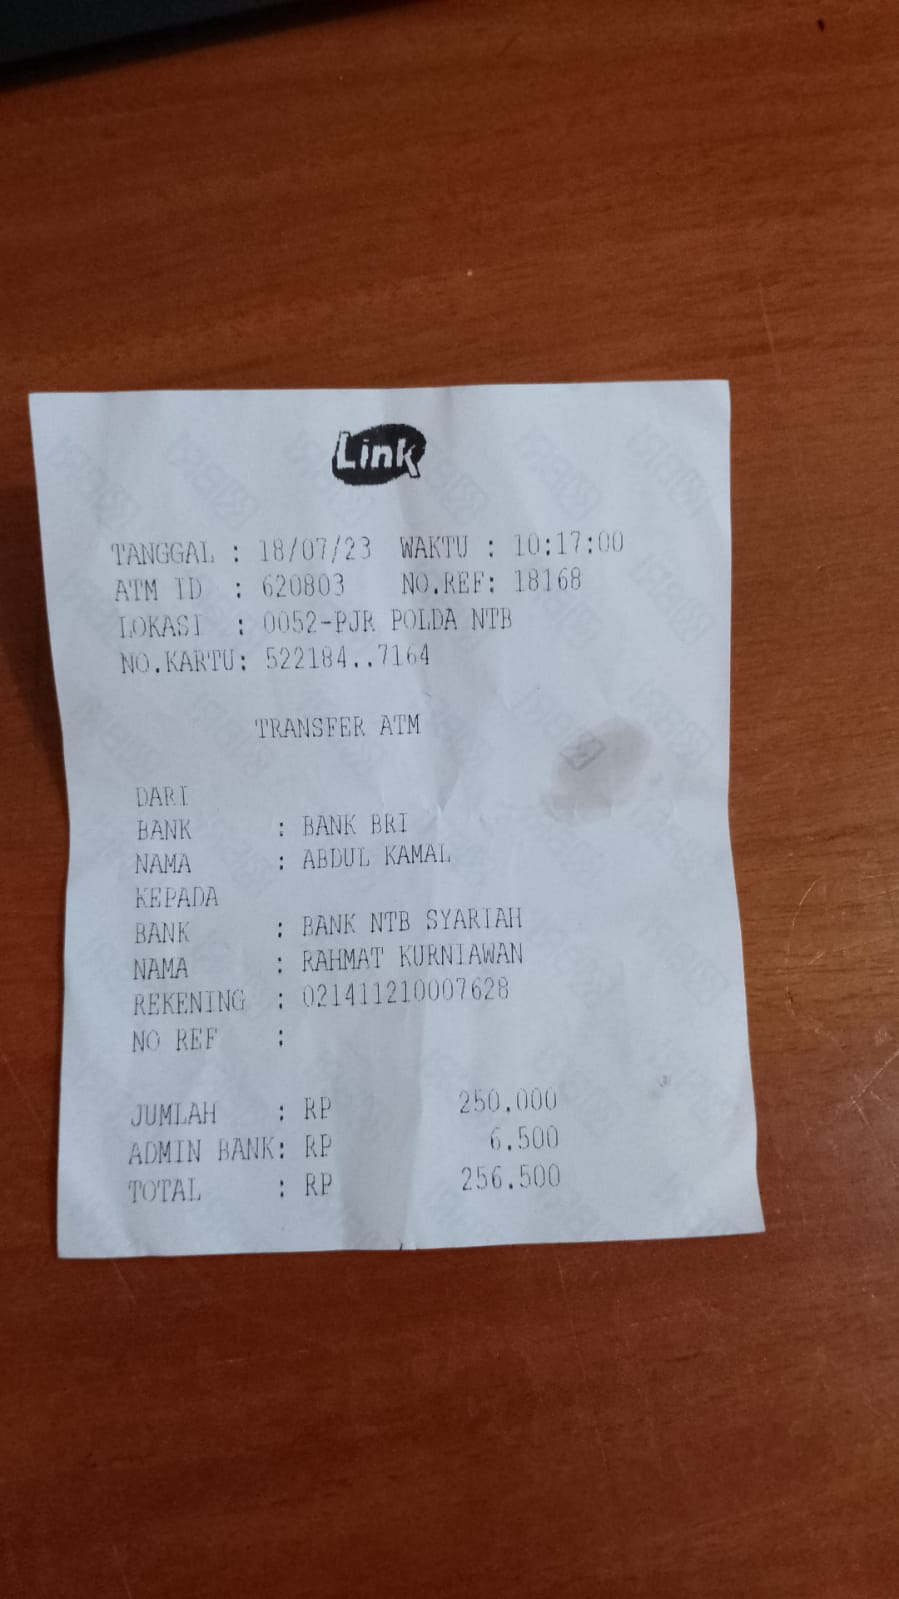 Link
TANGGAL : 18/07/23 WAKTU : 10:17:00
ATM ID : 620803 NO.REF: 18168
LOKASI : 0052-PJR POLDA NTB
NO.KARTU: 522184..7164
TRANSFER ATM
DARI
BANK : BANK BRI
NAMA : ABDUL KAMAL
KEPADA
BANK : BANK NTB SYARIAH
NAMA : RAHMAT KURNIAWAN
REKENING : 021411210007628
NO REF :
JUMLAH : RP 250.000
ADMIN BANK: RP 6.500
TOTAL : RP 256.500